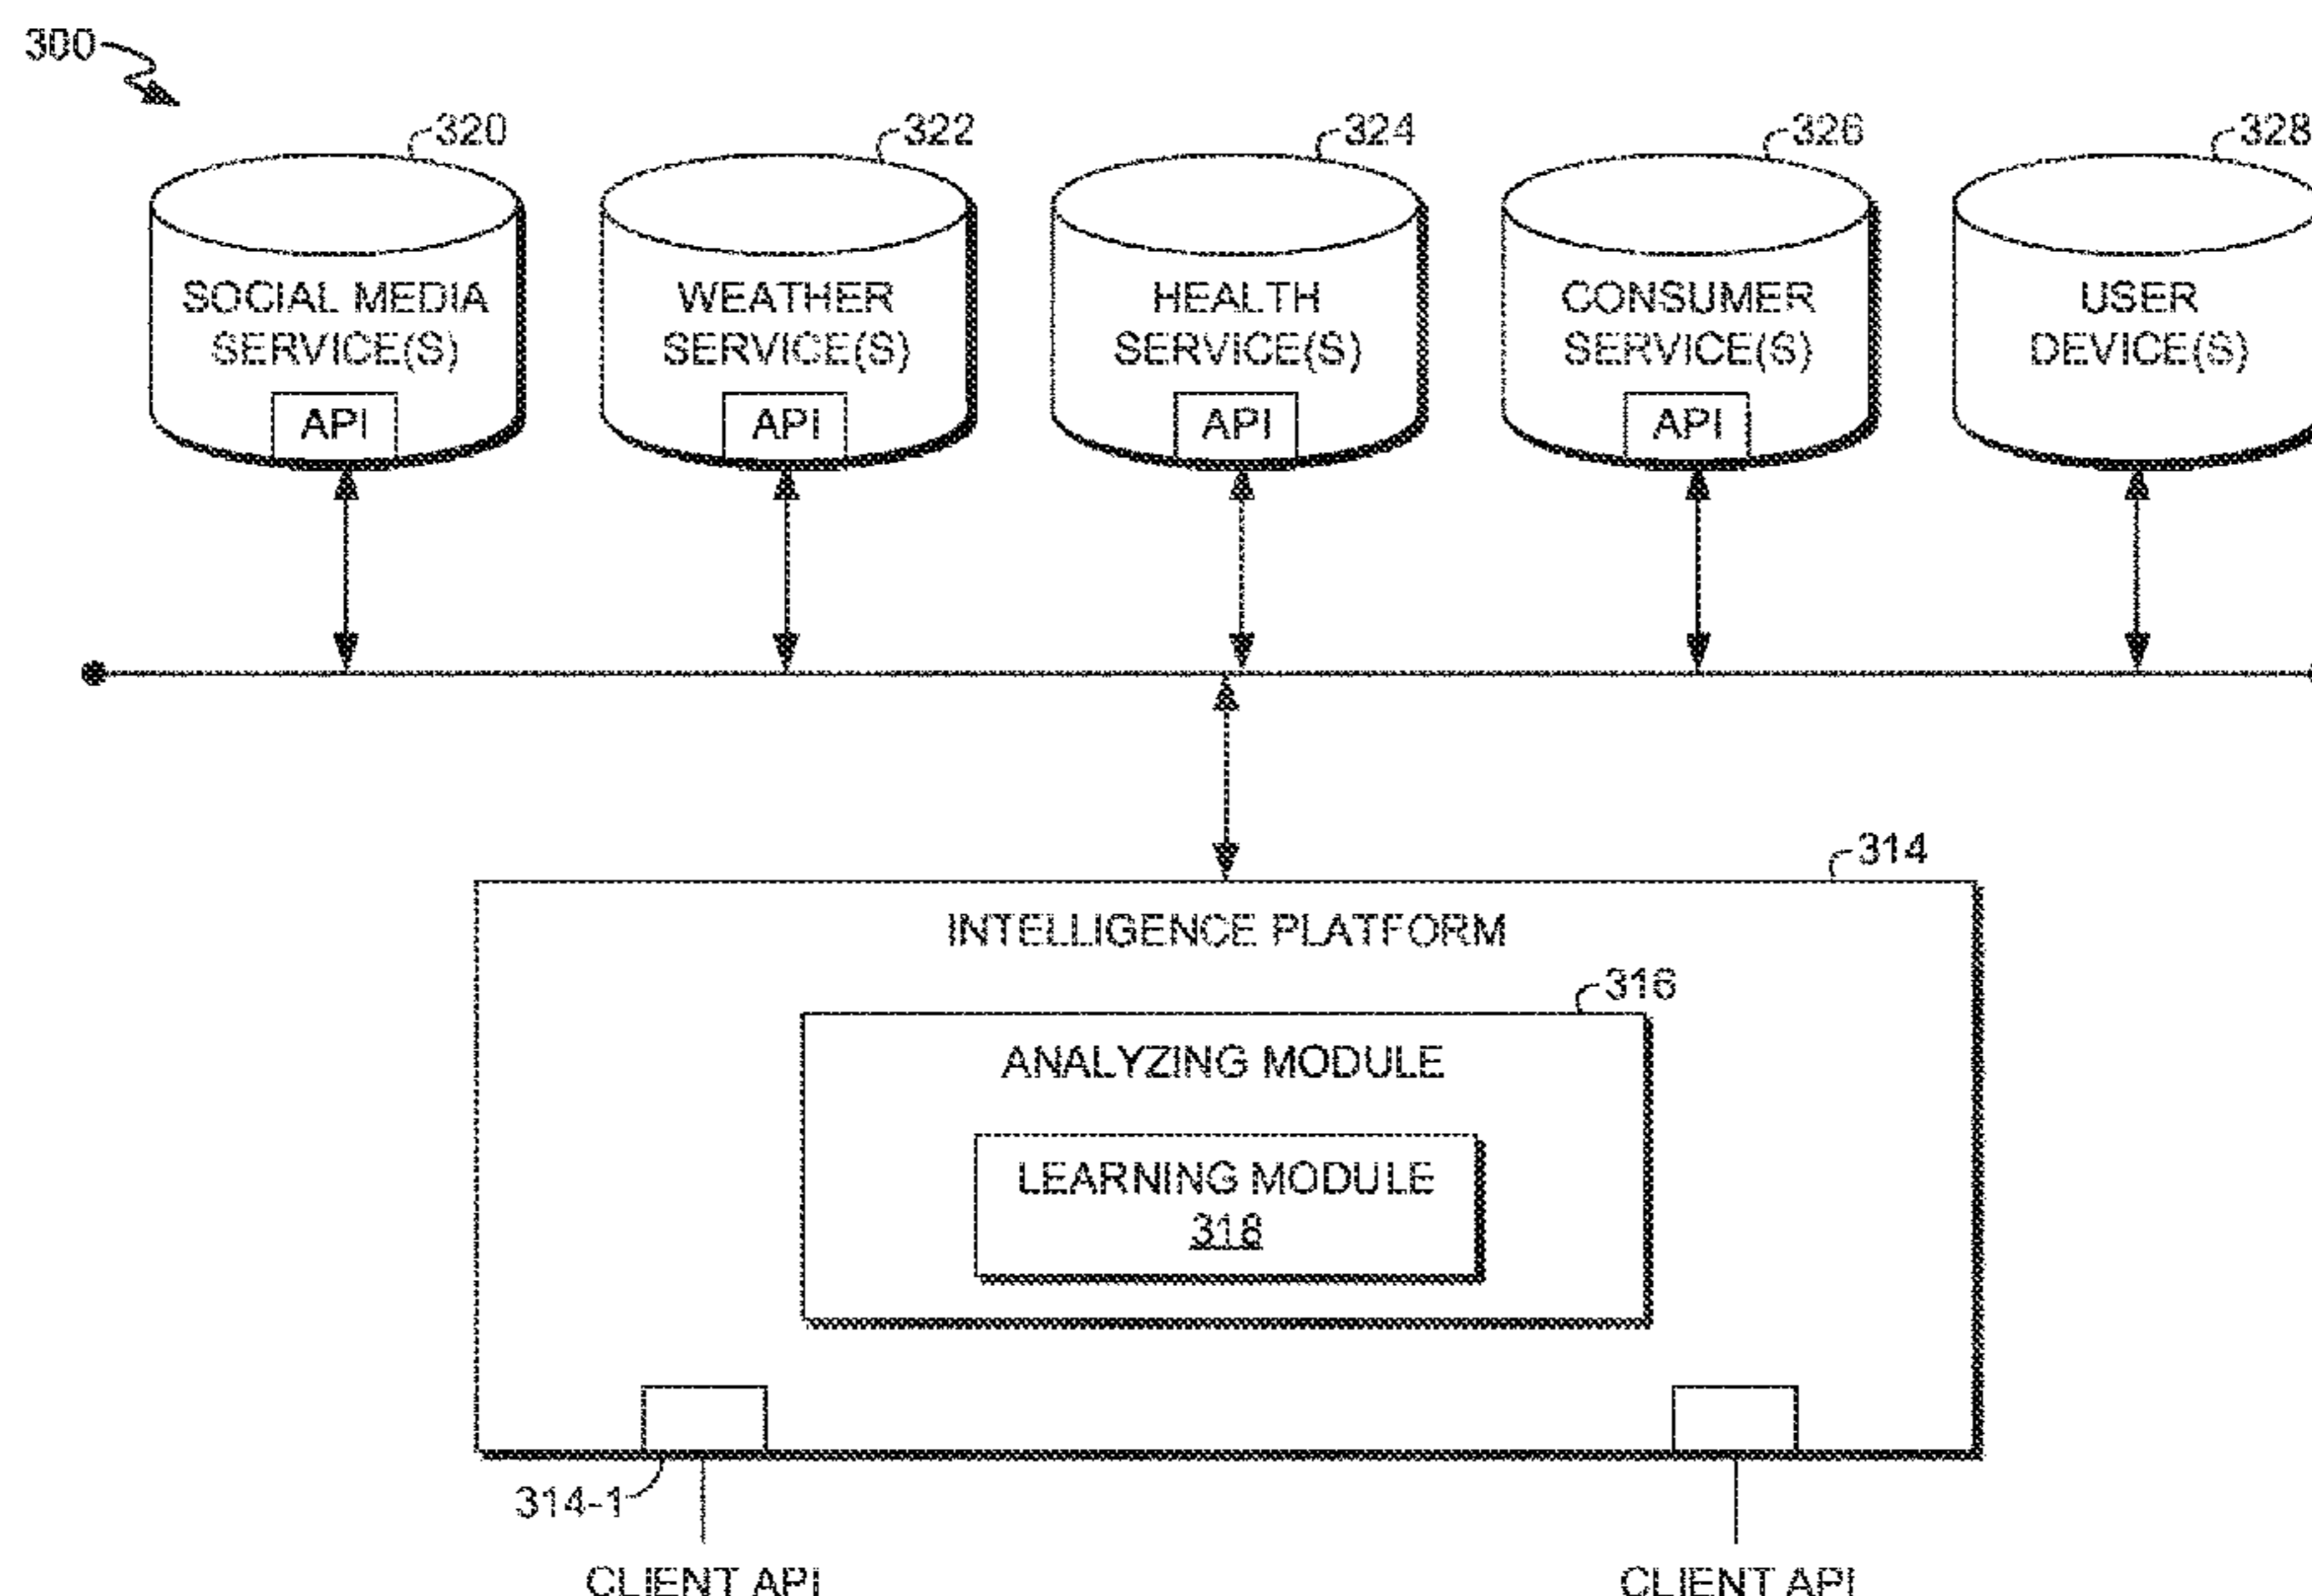 300
320
322
324
326
328
SOCIAL MEDIA
SERVICE(S)
API
WEATHER
SERVICE(S)
API
HEALTH
SERVICE(S)
API
CONSUMER
SERVICE(S)
API
USER
DEVICE(S)
314
INTELLIGENCE PLATFORM
316
ANALYZING MODULE
LEARNING MODULE
318
314-1
CLIENT API
CLIENT API